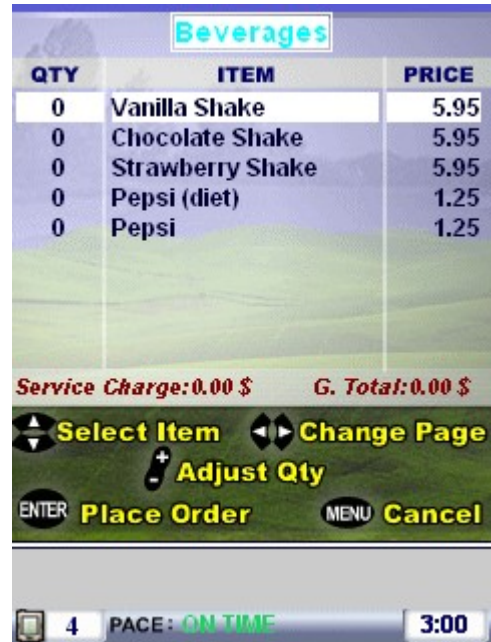 Beverages
QTY ITEM PRICE
0 Vanilla Shake 5.95
0 Chocolate Shake 5.95
0 Strawberry Shake 5.95
0 Pepsi (diet) 1.25
0 Pepsi 1.25
Service Charge:0.00 $ G. Total:0.00 $
Select Item Change Page
+ - Adjust Qty
ENTER Place Order MENU Cancel
4 PACE: ON TIME 3:00